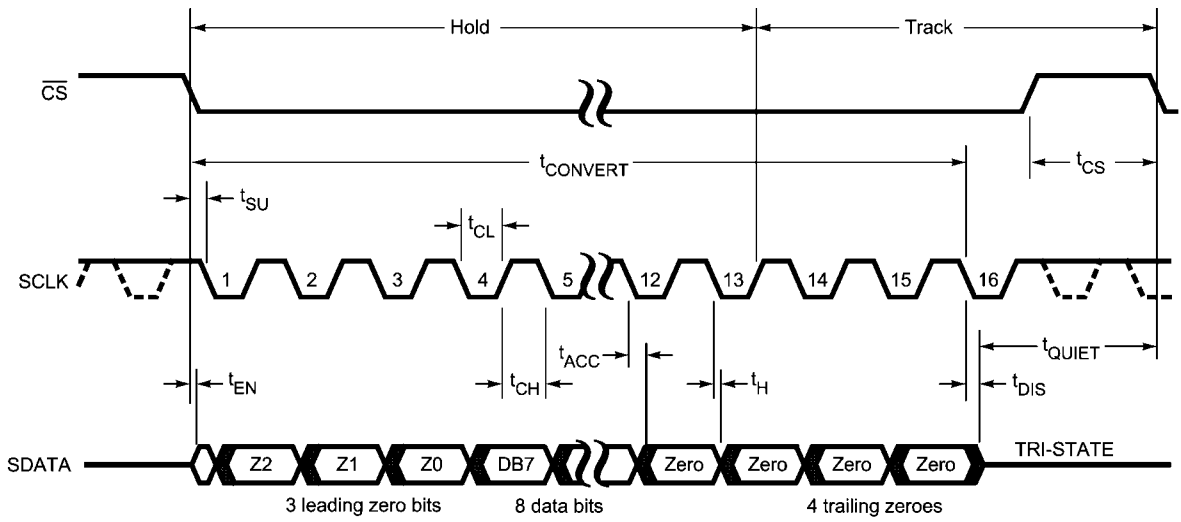 Hold
Track
CS
tCONVERT
tCS
tSU
tCL
SCLK
1 2 3 4 5 12 13 14 15 16
tACC
tQUIET
tEN
tCH
tH
tDIS
SDATA
Z2 Z1 Z0 DB7 Zero Zero Zero Zero
TRI-STATE
3 leading zero bits
8 data bits
4 trailing zeroes